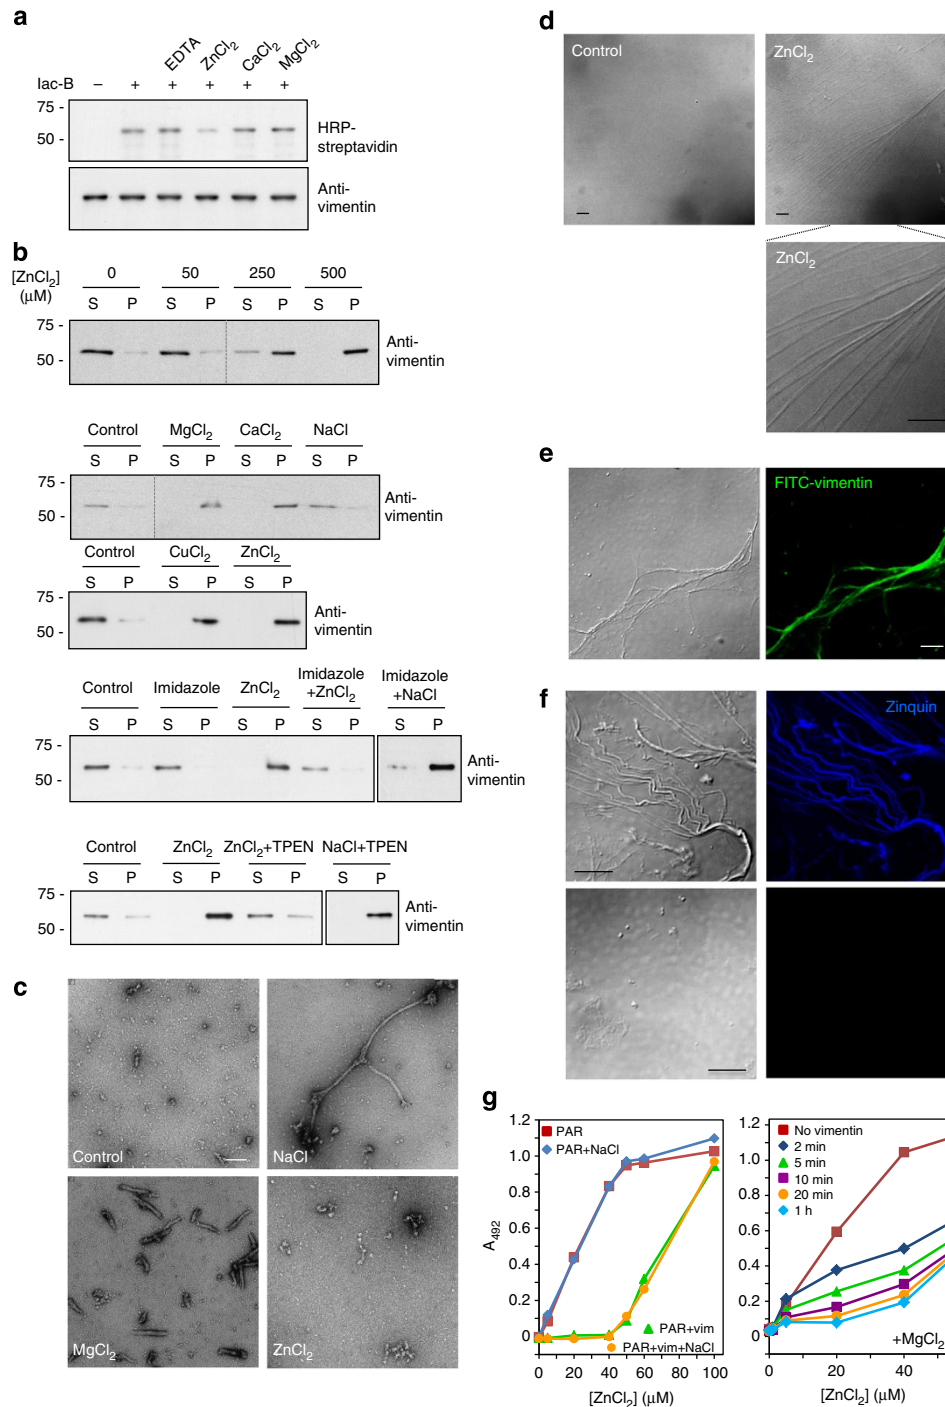 a
EDTA ZnCl2 CaCl2 MgCl2
Iac-B – + + + + +
75 -
50 -
HRP-
streptavidin
Anti-
vimentin
b
[ZnCl2]
(μM)
0 50 250 500
S P S P S P S P
75 -
50 -
Anti-
vimentin
Control MgCl2 CaCl2 NaCl
S P S P S P S P
75 -
50 -
Anti-
vimentin
Control CuCl2 ZnCl2
S P S P S P
75 -
50 -
Anti-
vimentin
Control Imidazole ZnCl2 Imidazole
+ZnCl2 Imidazole
+NaCl
S P S P S P S P S P
75 -
50 -
Anti-
vimentin
Control ZnCl2 ZnCl2+TPEN NaCl+TPEN
S P S P S P S P
75 -
50 -
Anti-
vimentin
c
Control
NaCl
MgCl2
ZnCl2
d
Control
ZnCl2
ZnCl2
e
FITC-vimentin
f
Zinquin
g
1.2
1.0
0.8
0.6
0.4
0.2
0
A492
PAR
PAR+NaCl
PAR+vim
PAR+vim+NaCl
0 20 40 60 80 100
[ZnCl2] (μM)
1.2
1.0
0.8
0.6
0.4
0.2
0.0
No vimentin
2 min
5 min
10 min
20 min
1 h
+MgCl2
0 20 40
[ZnCl2] (μM)